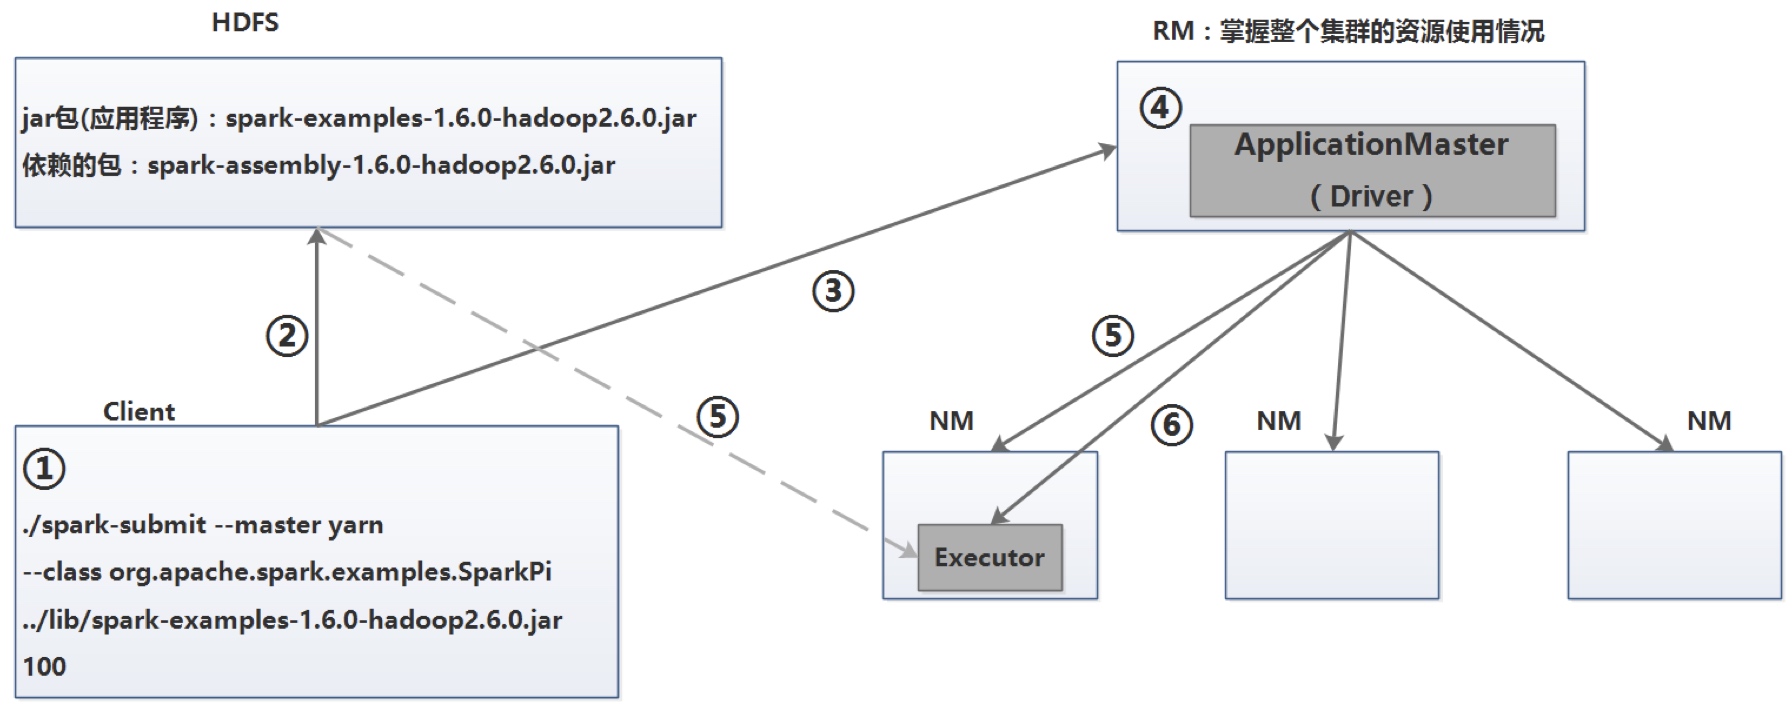 HDFS
jar包(应用程序)：spark-examples-1.6.0-hadoop2.6.0.jar
依赖的包：spark-assembly-1.6.0-hadoop2.6.0.jar
RM：掌握整个集群的资源使用情况
④
ApplicationMaster
（Driver）
③
②
⑤
⑤
⑥
Client
①
./spark-submit --master yarn
--class org.apache.spark.examples.SparkPi
../lib/spark-examples-1.6.0-hadoop2.6.0.jar
100
NM
Executor
NM
NM